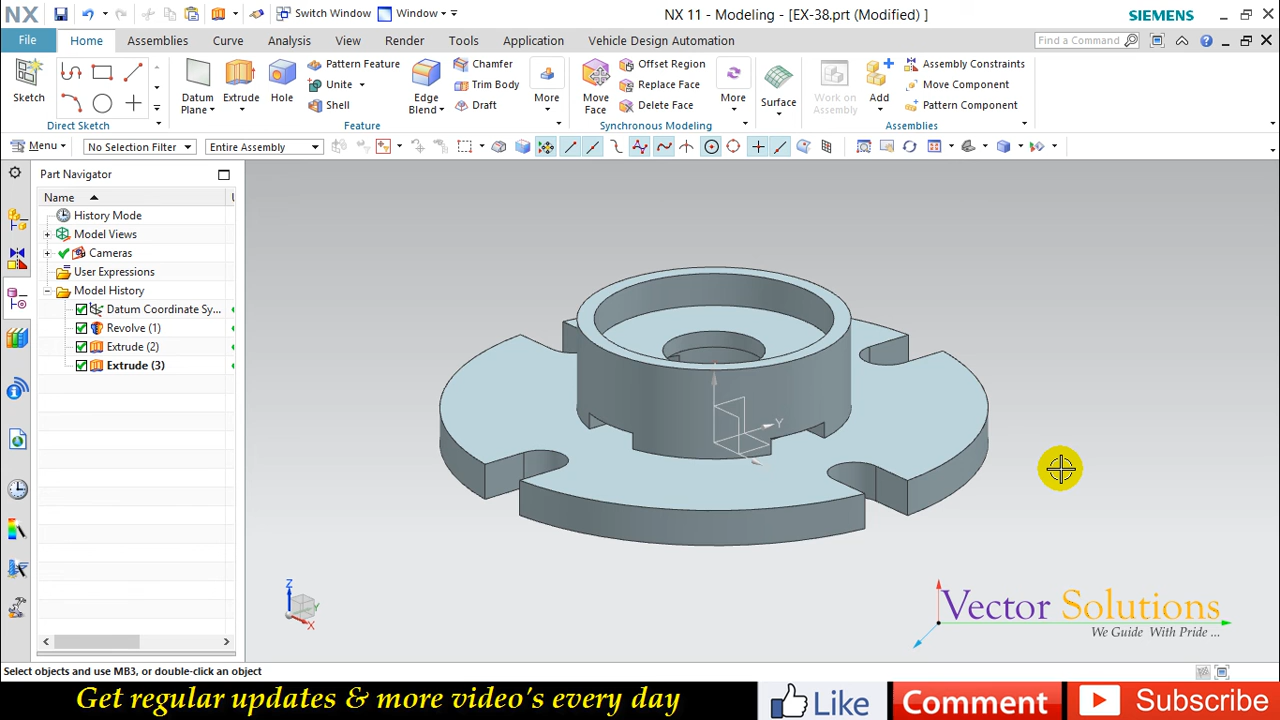 NX
Switch Window
Window
NX 11 - Modeling - [EX-38.prt (Modified) ]
SIEMENS
File
Home
Assemblies
Curve
Analysis
View
Render
Tools
Application
Vehicle Design Automation
Find a Command
Sketch
Direct Sketch
Datum Plane
Extrude
Hole
Pattern Feature
Unite
Shell
Edge Blend
Chamfer
Trim Body
Draft
More
Feature
Move Face
Offset Region
Replace Face
Delete Face
More
Synchronous Modeling
Surface
Work on Assembly
Add
Assembly Constraints
Move Component
Pattern Component
Assemblies
Menu
No Selection Filter
Entire Assembly
Part Navigator
Name
History Mode
Model Views
Cameras
User Expressions
Model History
Datum Coordinate Sy...
Revolve (1)
Extrude (2)
Extrude (3)
Y
Z
Y
X
Vector Solutions
We Guide With Pride ...
Select objects and use MB3, or double-click an object
Get regular updates & more video's every day
Like
Comment
Subscribe